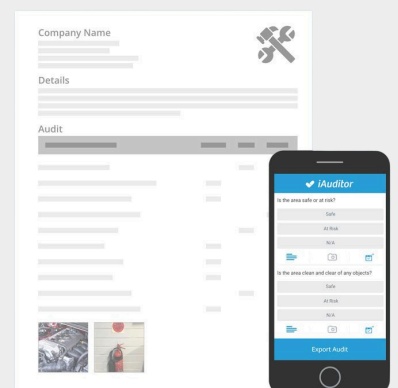 Company Name
Details
Audit
iAuditor
Is the area safe or at risk?
Safe
At Risk
N/A
Is the area clean and clear of any objects?
Safe
At Risk
N/A
Export Audit